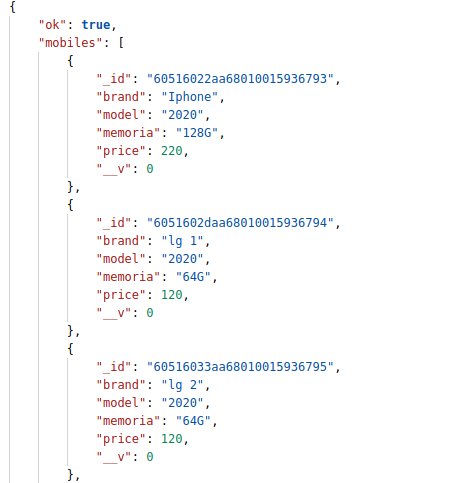 {
"ok": true,
"mobiles": [
{
"_id": "60516022aa68010015936793",
"brand": "Iphone",
"model": "2020",
"memoria": "128G",
"price": 220,
"__v": 0
},
{
"_id": "6051602daa68010015936794",
"brand": "lg 1",
"model": "2020",
"memoria": "64G",
"price": 120,
"__v": 0
},
{
"_id": "60516033aa68010015936795",
"brand": "lg 2",
"model": "2020",
"memoria": "64G",
"price": 120,
"__v": 0
},